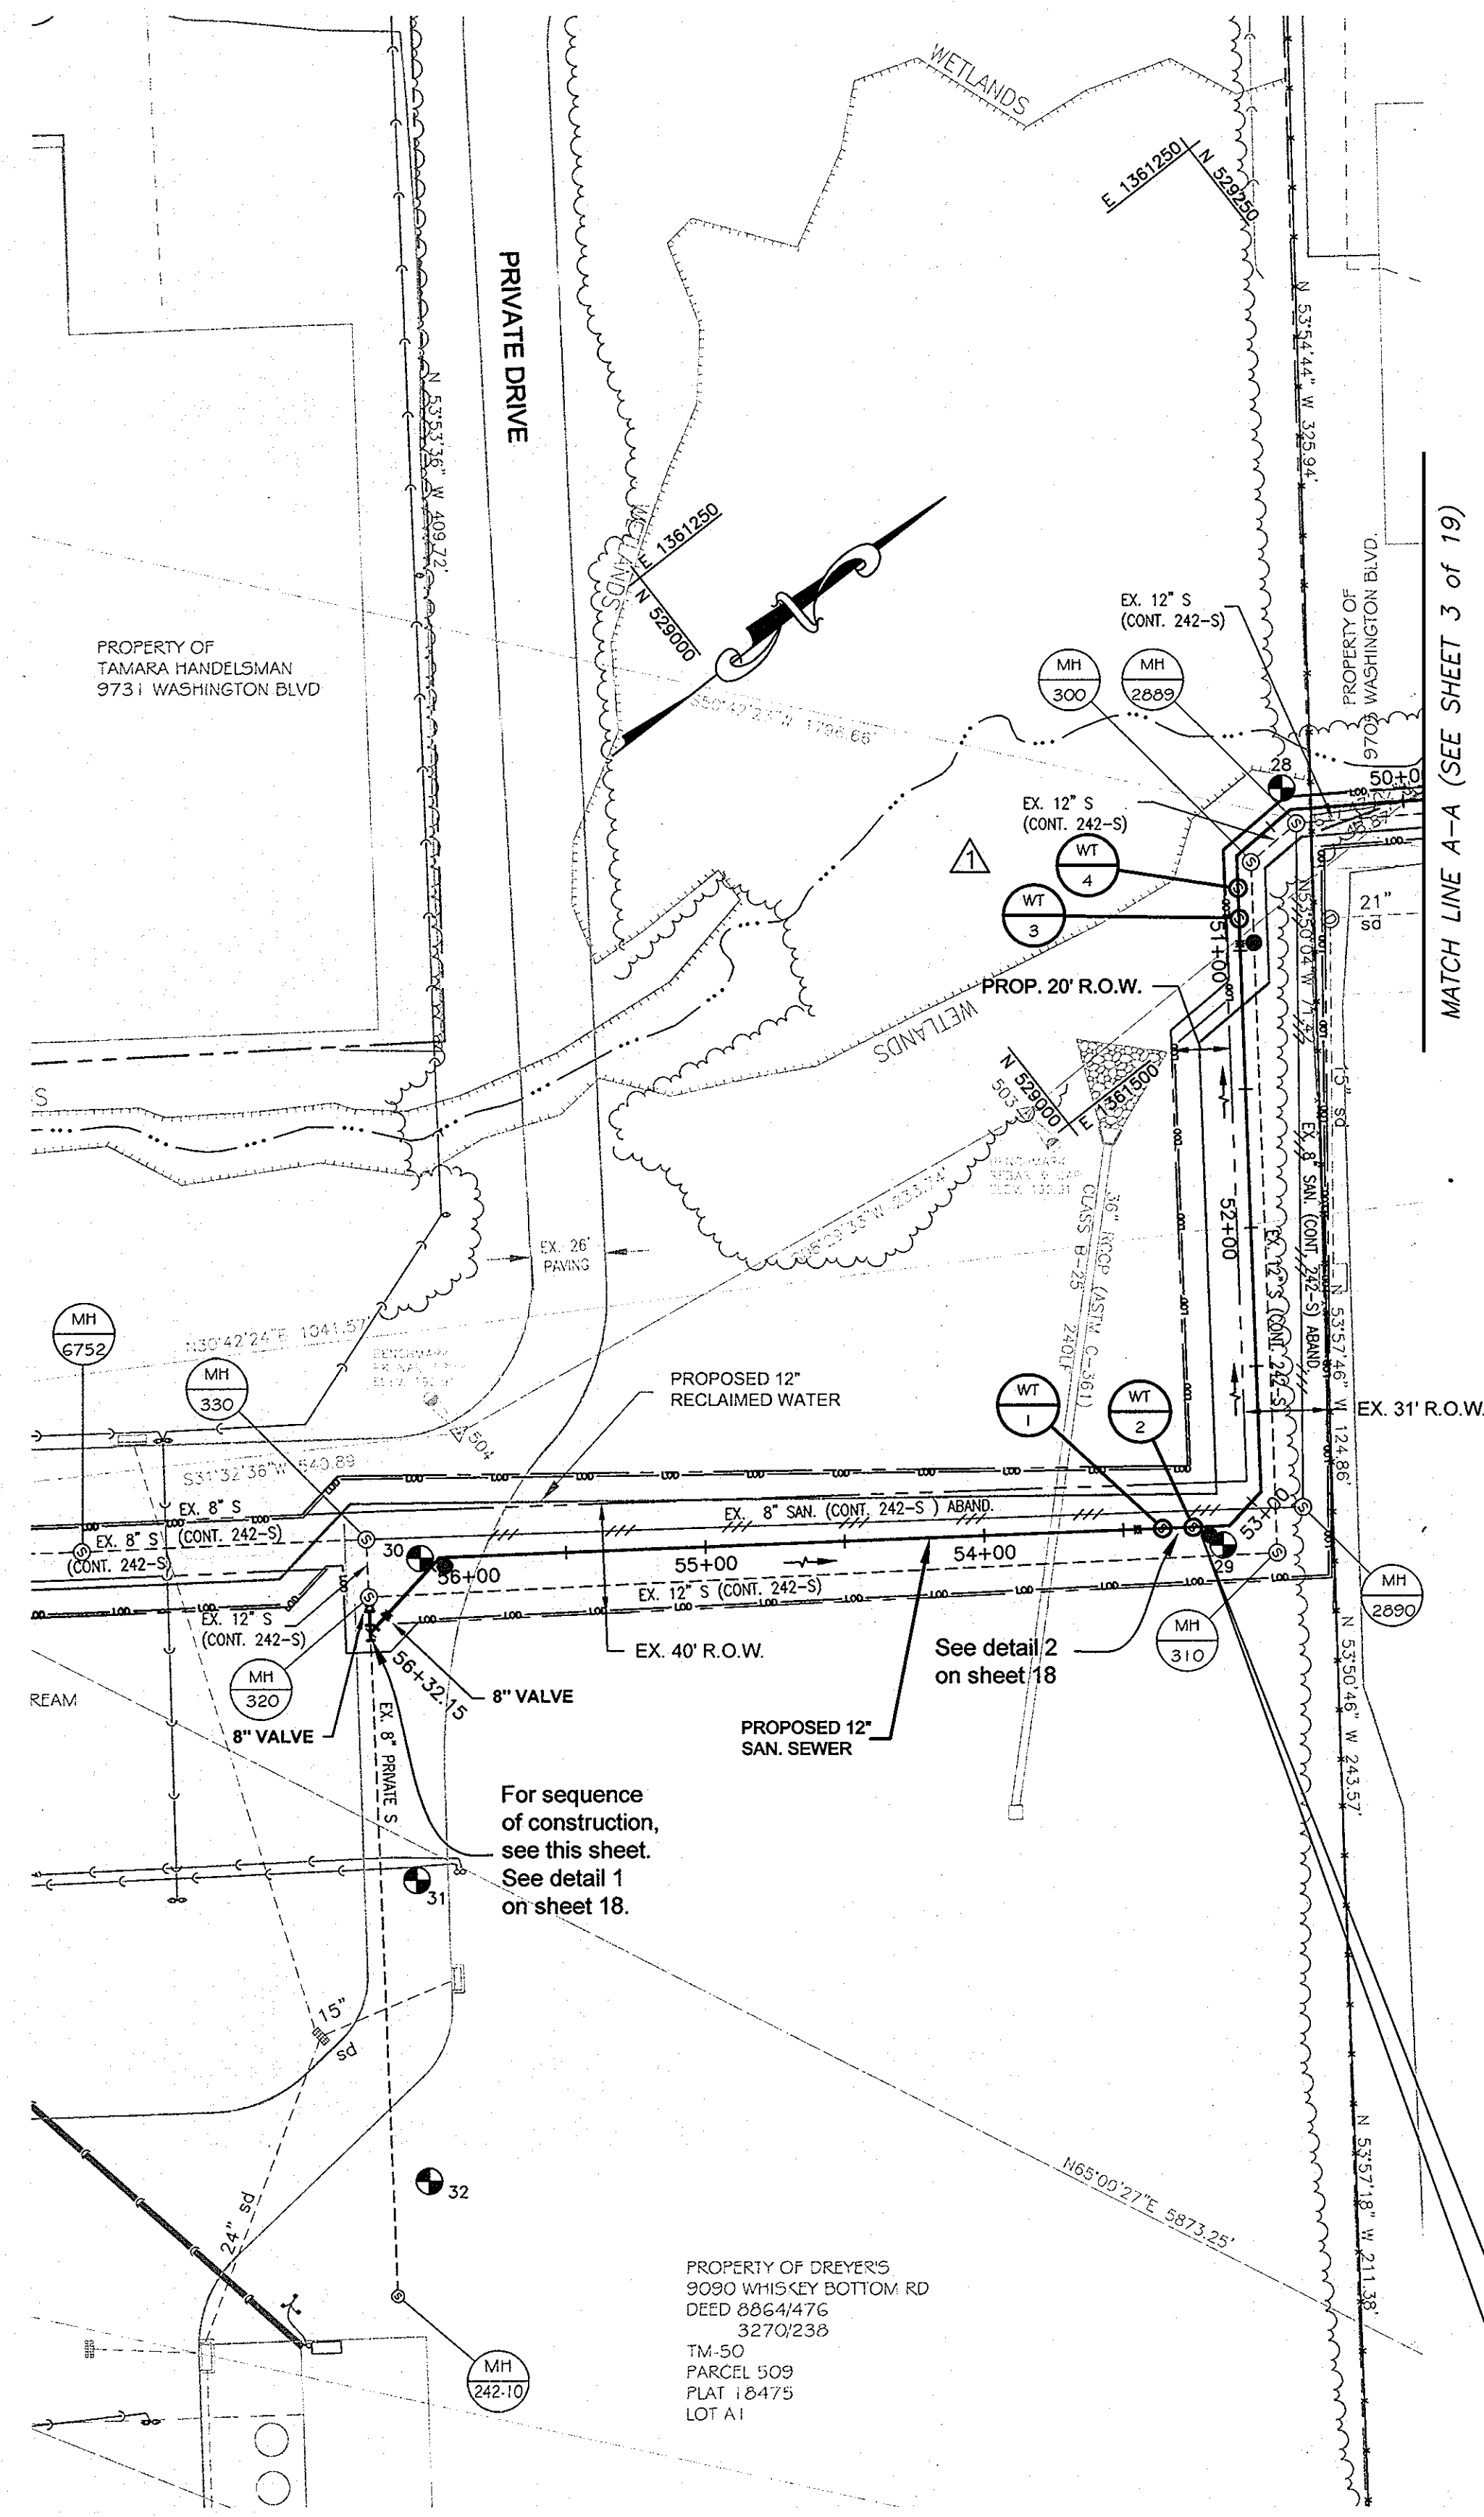 WETLANDS
E 1361250
N 529250
PRIVATE DRIVE
N 53°53'36" W 409.72'
N 53°54'44" W 325.94'
WETLANDS
E 1361250
N 529000
PROPERTY OF
TAMARA HANDELSMAN
9731 WASHINGTON BLVD
EX. 12" S
(CONT. 242-S)
PROPERTY OF
9705 WASHINGTON BLVD.
MATCH LINE A-A (SEE SHEET 3 of 19)
MH
300
MH
2889
1796.66'
28
50+0
EX. 12" S
(CONT. 242-S)
1
WT
4
WT
3
21"
sd
51+00
PROP. 20' R.O.W.
WETLANDS
N 529000
E 1361500
503
15" sd
S
EX. 8" SAN. (CONT. 242-S) ABAND.
52+00
EX. 12" S (CONT. 242-S)
36" RCCP (ASTM C-361)
CLASS B-25
240LF
233.74'
EX. 26'
PAVING
N 53°57'46" W 124.86'
MH
6752
N30°42'24"E 1041.57'
BENCHMARK
MH
330
PROPOSED 12"
RECLAIMED WATER
WT
1
WT
2
EX. 31' R.O.W.
504
S31°32'36"W 540.89
EX. 8" S
EX. 8" S (CONT. 242-S)
(CONT. 242-S)
EX. 8" SAN. (CONT. 242-S ) ABAND.
53+00
30
56+00
55+00
54+00
29
EX. 12" S (CONT. 242-S)
EX. 12" S
(CONT. 242-S)
MH
2890
MH
310
MH
320
EX. 40' R.O.W.
See detail 2
on sheet 18
56+32.15
8" VALVE
8" VALVE
REAM
EX. 8" PRIVATE S
PROPOSED 12"
SAN. SEWER
N 53°50'46" W 243.57'
For sequence
of construction,
see this sheet.
See detail 1
on sheet 18.
31
15"
sd
32
24" sd
N65°00'27"E 5873.25'
N 53°57'18" W 211.38'
PROPERTY OF DREYER'S
9090 WHISKEY BOTTOM RD
DEED 8864/476
3270/238
TM-50
PARCEL 509
PLAT 18475
LOT A1
MH
242-10